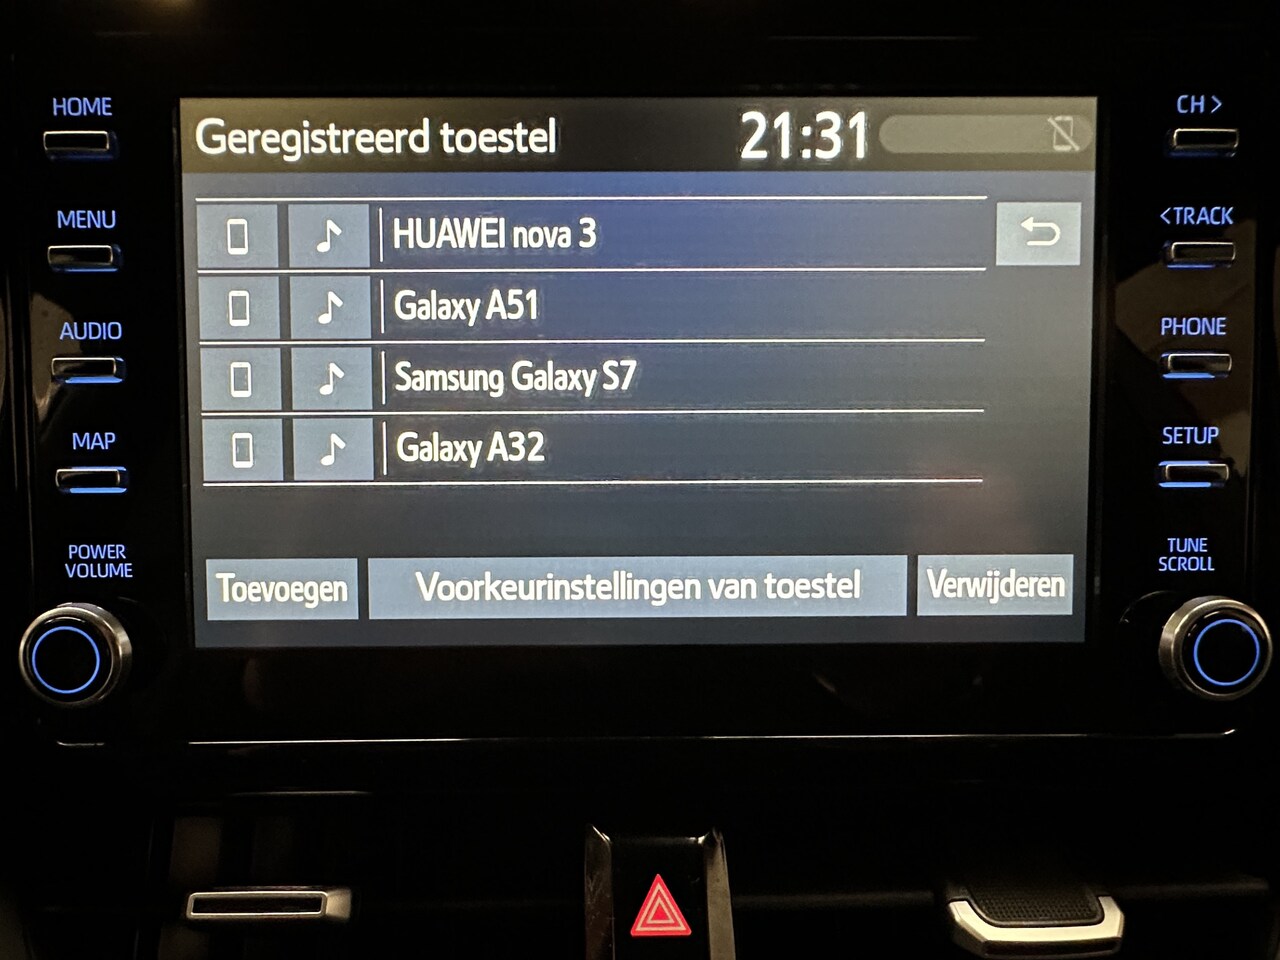 HOME
MENU
AUDIO
MAP
POWER
VOLUME
Geregistreerd toestel
21:31
HUAWEI nova 3
Galaxy A51
Samsung Galaxy S7
Galaxy A32
Toevoegen
Voorkeurinstellingen van toestel
Verwijderen
CH >
<TRACK
PHONE
SETUP
TUNE
SCROLL